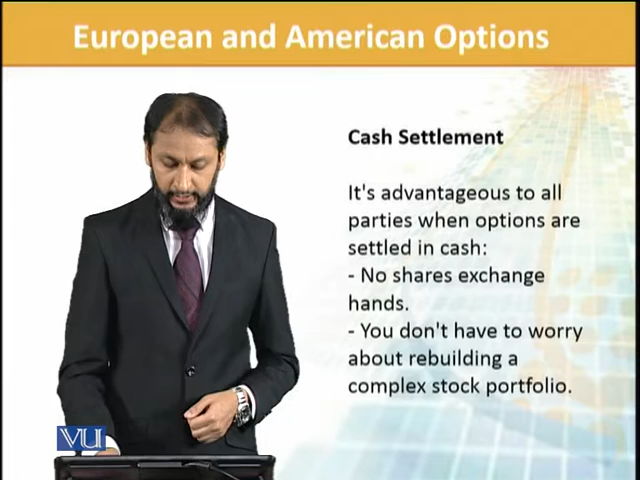 European and American Options
Cash Settlement
It's advantageous to all
parties when options are
settled in cash:
- No shares exchange
hands.
- You don't have to worry
about rebuilding a
complex stock portfolio.
VU